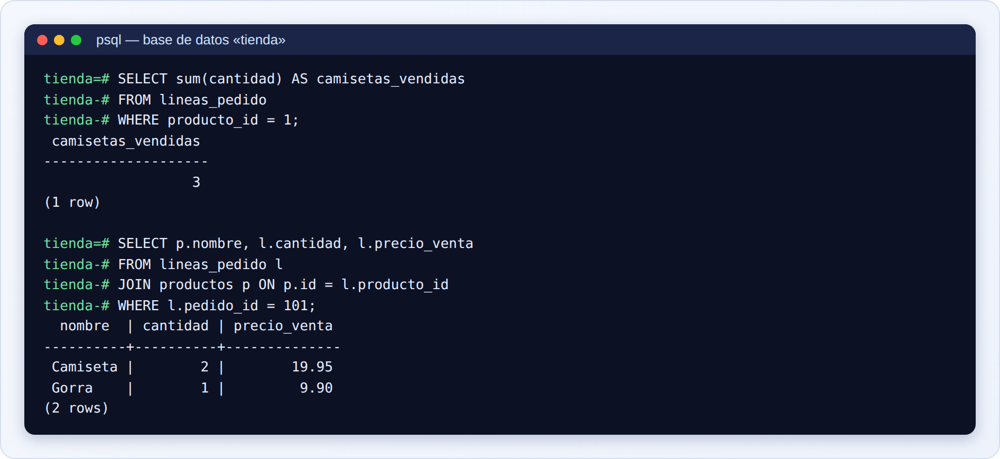 psql — base de datos «tienda»
tienda=# SELECT sum(cantidad) AS camisetas_vendidas
tienda-# FROM lineas_pedido
tienda-# WHERE producto_id = 1;
 camisetas_vendidas
--------------------
                  3
(1 row)

tienda=# SELECT p.nombre, l.cantidad, l.precio_venta
tienda-# FROM lineas_pedido l
tienda-# JOIN productos p ON p.id = l.producto_id
tienda-# WHERE l.pedido_id = 101;
  nombre  | cantidad | precio_venta
----------+----------+--------------
 Camiseta |        2 |        19.95
 Gorra    |        1 |         9.90
(2 rows)